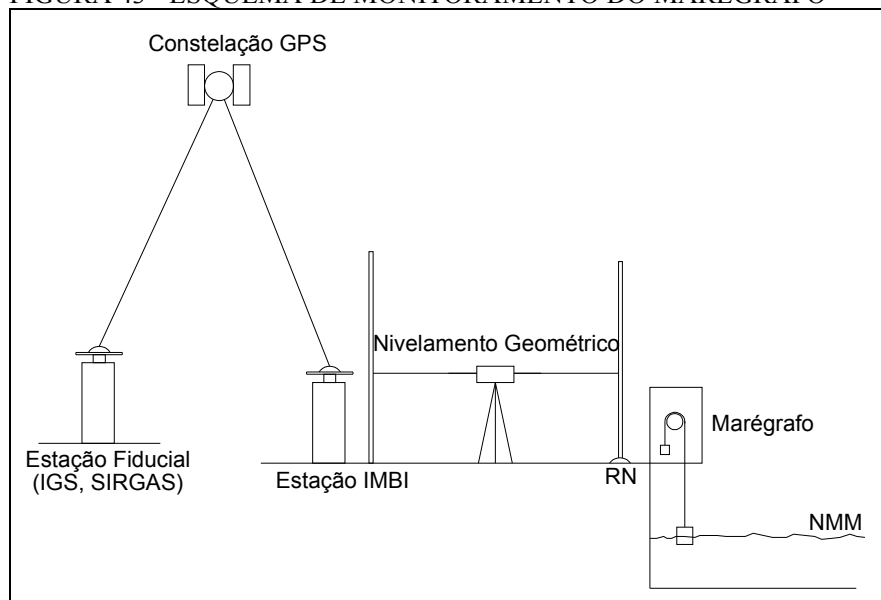 FIGURA 43 - ESQUEMA DE MONITORAMENTO DO MARÉGRAFO
Constelação GPS
Nivelamento Geométrico
Marégrafo
Estação Fiducial
(IGS, SIRGAS)
Estação IMBI
RN
NMM